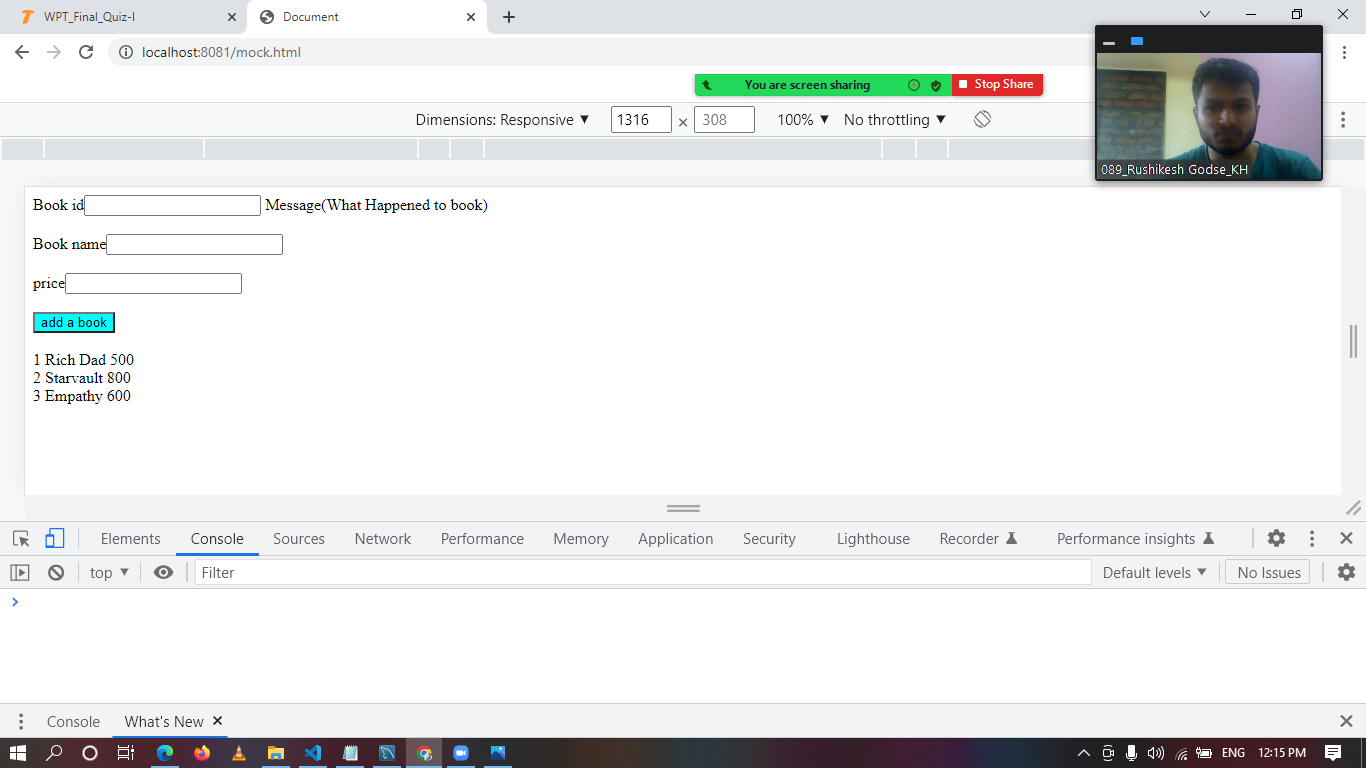 WPT_Final_Quiz-I
Document
localhost:8081/mock.html
You are screen sharing
Stop Share
Dimensions: Responsive
1316 × 308
100%
No throttling
089_Rushikesh Godse_KH
Book id
Message(What Happened to book)
Book name
price
add a book
1 Rich Dad 500
2 Starvault 800
3 Empathy 600
Elements Console Sources Network Performance Memory Application Security Lighthouse Recorder Performance insights
top
Filter
Default levels
No Issues
Console
What's New
ENG
12:15 PM